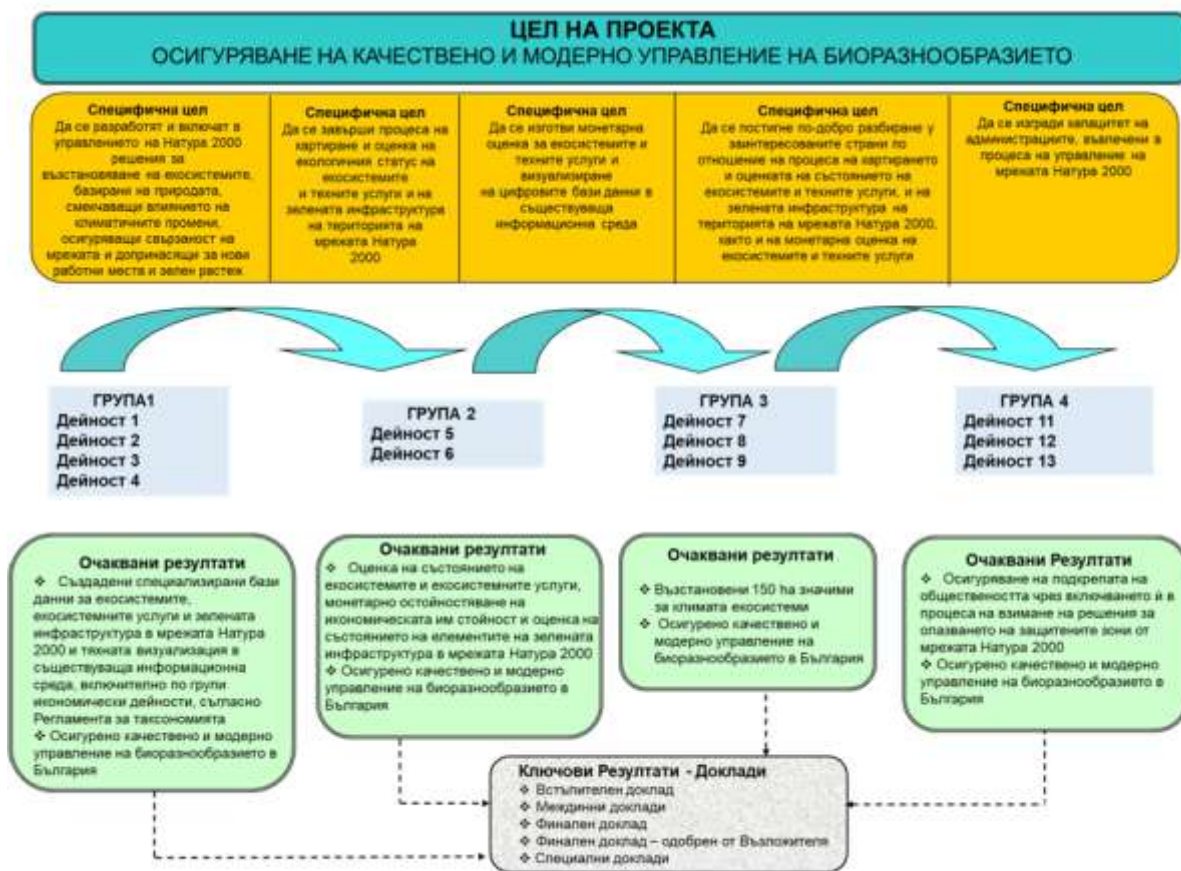 ЦЕЛ НА ПРОЕКТА
ОСИГУРЯВАНЕ НА КАЧЕСТВЕНО И МОДЕРНО УПРАВЛЕНИЕ НА БИОРАЗНООБРАЗИЕТО
Специфична цел
Да се разработят и включат в
управлението на Натура 2000
решения за
възстановяване на екосистемите,
базирани на природата,
смекчаващи влиянието на
климатичните промени,
осигуряващи свързаност на
мрежата и допринасящи за нови
работни места и зелен растеж
Специфична цел
Да се завърши процеса на
картиране и оценка на
екологичния статус на
екосистемите
и техните услуги и на
зелената инфраструктура
на територията на
мрежата Натура
2000
Специфична цел
Да се изготви монетарна
оценка за екосистемите и
техните услуги и
визуализиране
на цифровите бази данни в
съществуваща
информационна среда
Специфична цел
Да се постигне по-добро разбиране у
заинтересованите страни по
отношение на процеса на картирането
и оценката на състоянието на
екосистемите и техните услуги, и на
зелената инфраструктура на
територията на мрежата Натура 2000,
както и на монетарна оценка на
екосистемите и техните услуги
Специфична цел
Да се изгради капацитет на
администрациите, въвлечени в
процеса на управление на
мрежата Натура 2000
ГРУПА1
Дейност 1
Дейност 2
Дейност 3
Дейност 4
ГРУПА 2
Дейност 5
Дейност 6
ГРУПА 3
Дейност 7
Дейност 8
Дейност 9
ГРУПА 4
Дейност 11
Дейност 12
Дейност 13
Очаквани резултати
❖ Създадени специализирани бази
данни за екосистемите,
екосистемните услуги и зелената
инфраструктура в мрежата Натура
2000 и тяхната визуализация в
съществуваща информационна
среда, включително по групи
икономически дейности, съгласно
Регламента за таксономията
❖ Осигурено качествено и модерно
управление на биоразнообразието в
България
Очаквани резултати
❖ Оценка на състоянието на
екосистемите и екосистемните услуги,
монетарно остойностяване на
икономическата им стойност и оценка на
състоянието на елементите на зелената
инфраструктура в мрежата Натура 2000
❖ Осигурено качествено и модерно
управление на биоразнообразието в
България
Очаквани резултати
❖ Възстановени 150 ha значими
за климата екосистеми
❖ Осигурено качествено и
модерно управление на
биоразнообразието в България
Очаквани Резултати
❖ Осигуряване на подкрепата на
обществеността чрез включването ѝ в
процеса на взимане на решения за
опазването на защитените зони от
мрежата Натура 2000
❖ Осигурено качествено и модерно
управление на биоразнообразието в
България
Ключови Резултати - Доклади
❖ Встъпителен доклад
❖ Междинни доклади
❖ Финален доклад
❖ Финален доклад – одобрен от Възложителя
❖ Специални доклади